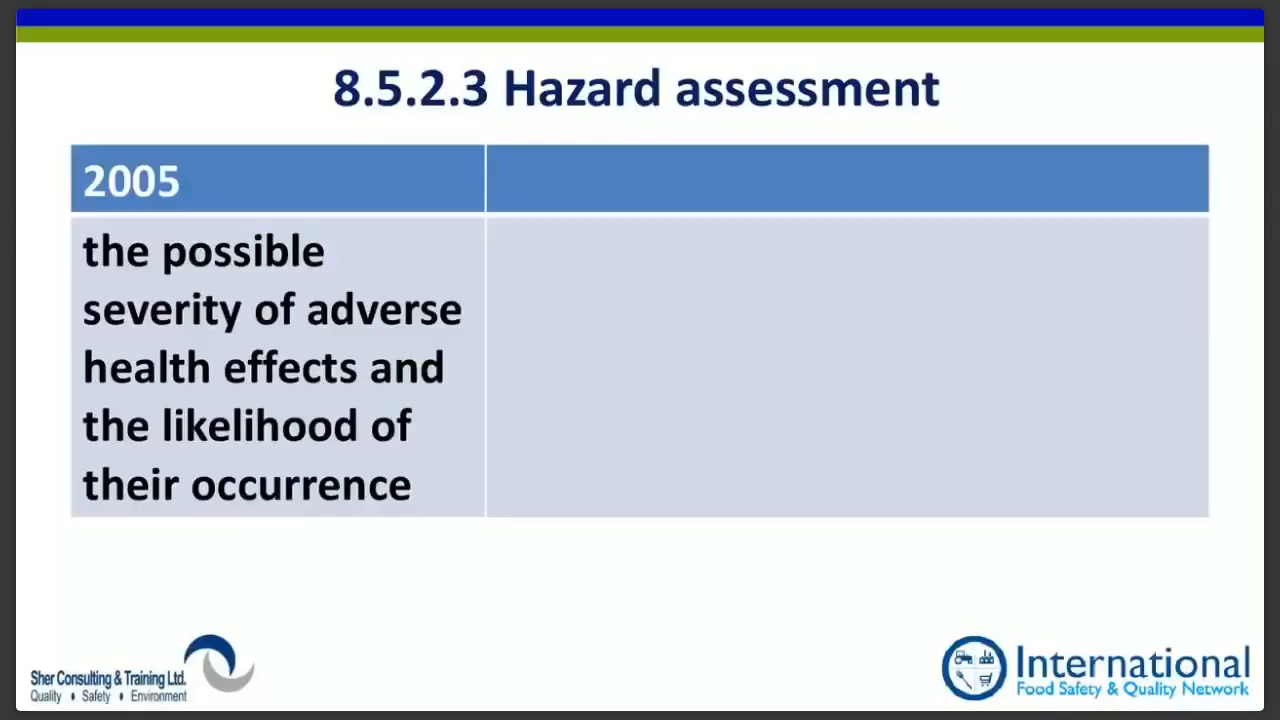 8.5.2.3 Hazard assessment
2005
the possible
severity of adverse
health effects and
the likelihood of
their occurrence
Sher Consulting & Training Ltd.
Quality • Safety • Environment
International
Food Safety & Quality Network